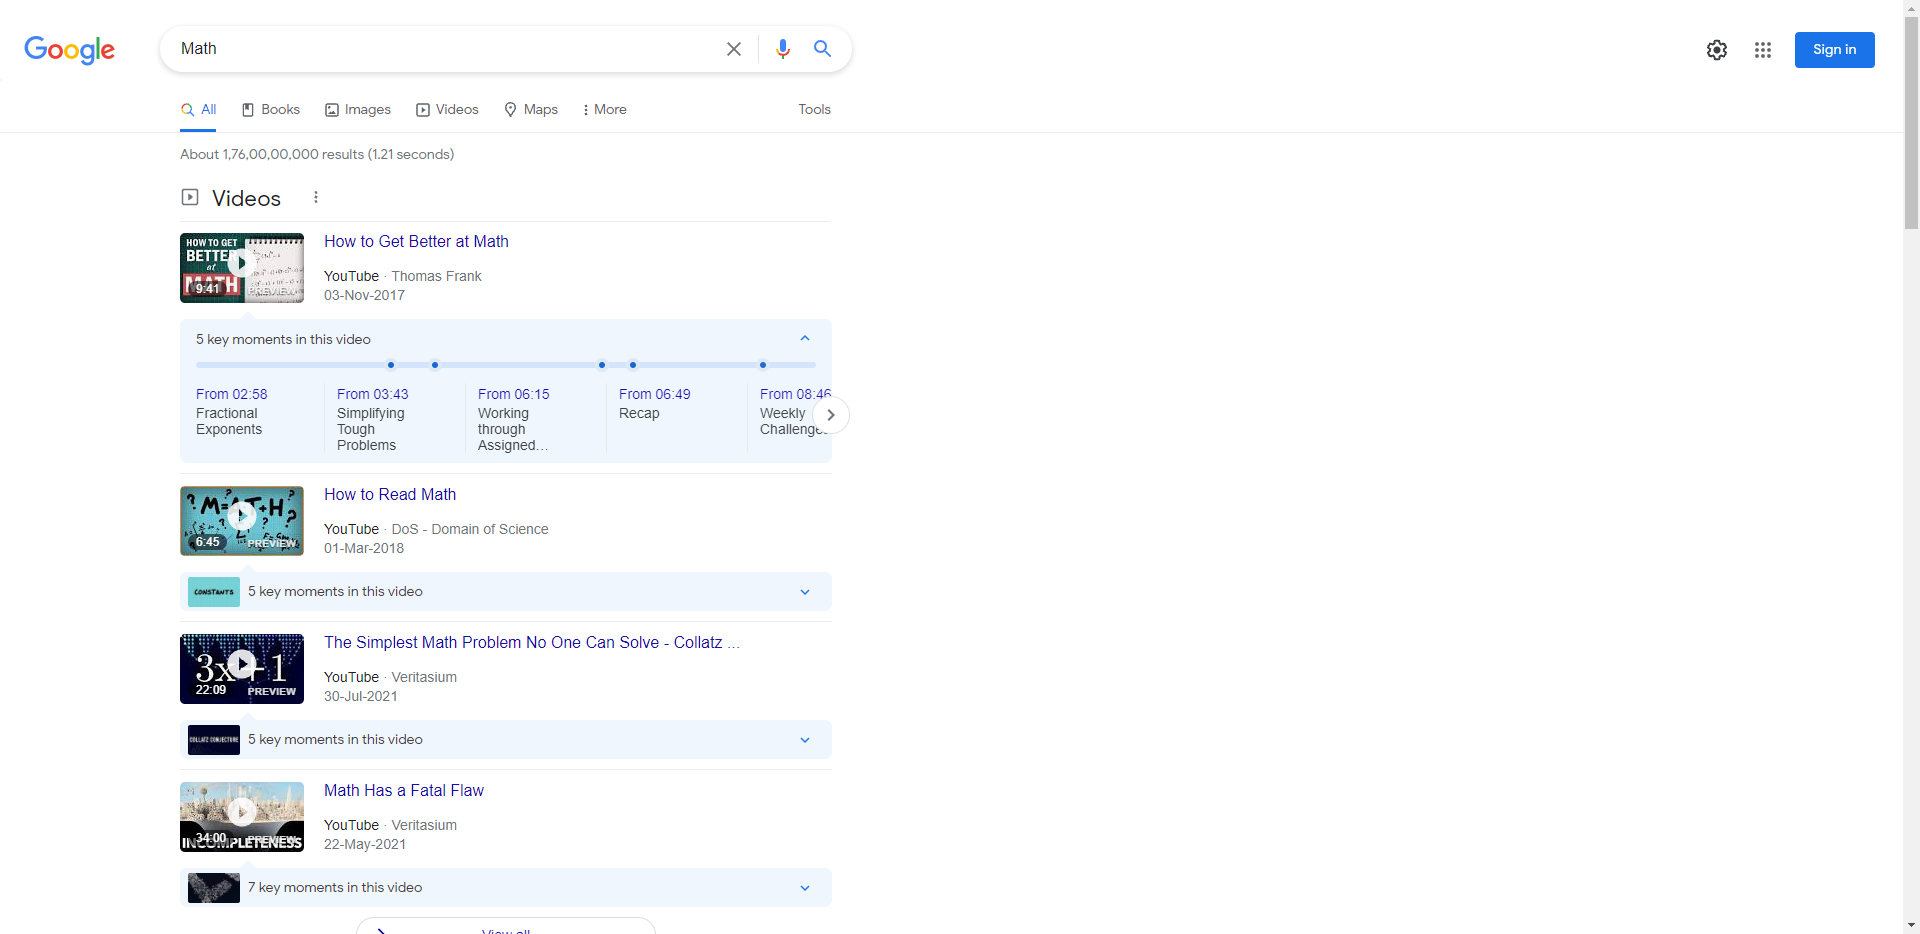 Google
Math
Sign in
All
Books
Images
Videos
Maps
More
Tools
About 1,76,00,00,000 results (1.21 seconds)
Videos
HOW TO GET
BETTER
at
MATH
9:41
PREVIEW
How to Get Better at Math
YouTube · Thomas Frank
03-Nov-2017
5 key moments in this video
From 02:58
Fractional
Exponents
From 03:43
Simplifying
Tough
Problems
From 06:15
Working
through
Assigned...
From 06:49
Recap
From 08:46
Weekly
Challenge
6:45
PREVIEW
How to Read Math
YouTube · DoS - Domain of Science
01-Mar-2018
CONSTANTS
5 key moments in this video
3x+1
22:09
PREVIEW
The Simplest Math Problem No One Can Solve - Collatz ...
YouTube · Veritasium
30-Jul-2021
COLLATZ CONJECTURE
5 key moments in this video
34:00
PREVIEW
INCOMPLETENESS
Math Has a Fatal Flaw
YouTube · Veritasium
22-May-2021
7 key moments in this video
View all